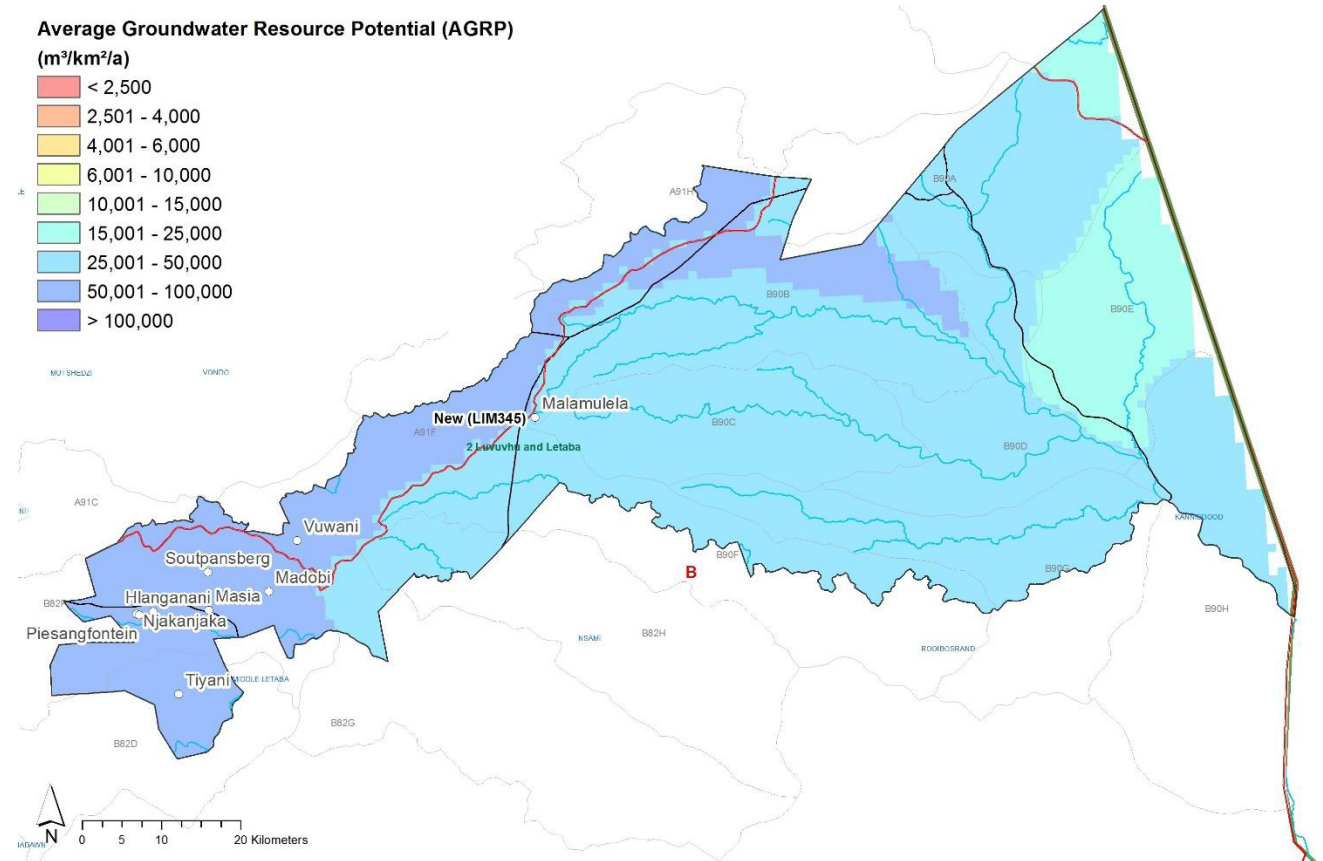 Average Groundwater Resource Potential (AGRP)
(m³/km²/a)
< 2,500
2,501 - 4,000
4,001 - 6,000
6,001 - 10,000
10,001 - 15,000
15,001 - 25,000
25,001 - 50,000
50,001 - 100,000
> 100,000
A91H
B90A
B90B
B90E
MUTSHEDZI
VONDO
New (LIM345)
Malamulela
A91F
B90C
2 Luvuvhu and Letaba
B90D
A91C
Vuwani
KANNIEDOOD
Soutpansberg
B90F
B
B90G
Madobi
Hlanganani
Masia
B90H
Njakanjaka
Piesangfontein
NSAMI
B82H
ROOIBOSRAND
Tiyani
MIDDLE LETABA
B82G
B82D
N
0 5 10 20 Kilometers